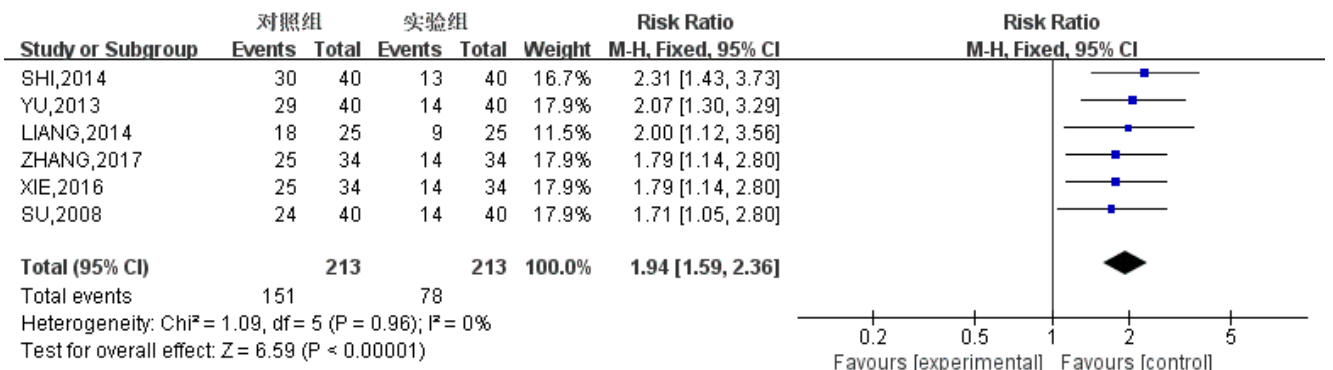 对照组 实验组 Risk Ratio Risk Ratio
Study or Subgroup Events Total Events Total Weight M-H, Fixed, 95% CI M-H, Fixed, 95% CI
SHI,2014 30 40 13 40 16.7% 2.31 [1.43, 3.73]
YU,2013 29 40 14 40 17.9% 2.07 [1.30, 3.29]
LIANG,2014 18 25 9 25 11.5% 2.00 [1.12, 3.56]
ZHANG,2017 25 34 14 34 17.9% 1.79 [1.14, 2.80]
XIE,2016 25 34 14 34 17.9% 1.79 [1.14, 2.80]
SU,2008 24 40 14 40 17.9% 1.71 [1.05, 2.80]
Total (95% CI) 213 213 100.0% 1.94 [1.59, 2.36]
Total events 151 78
Heterogeneity: Chi² = 1.09, df = 5 (P = 0.96); I² = 0%
Test for overall effect: Z = 6.59 (P < 0.00001)
0.2 0.5 1 2 5
Favours [experimental] Favours [control]